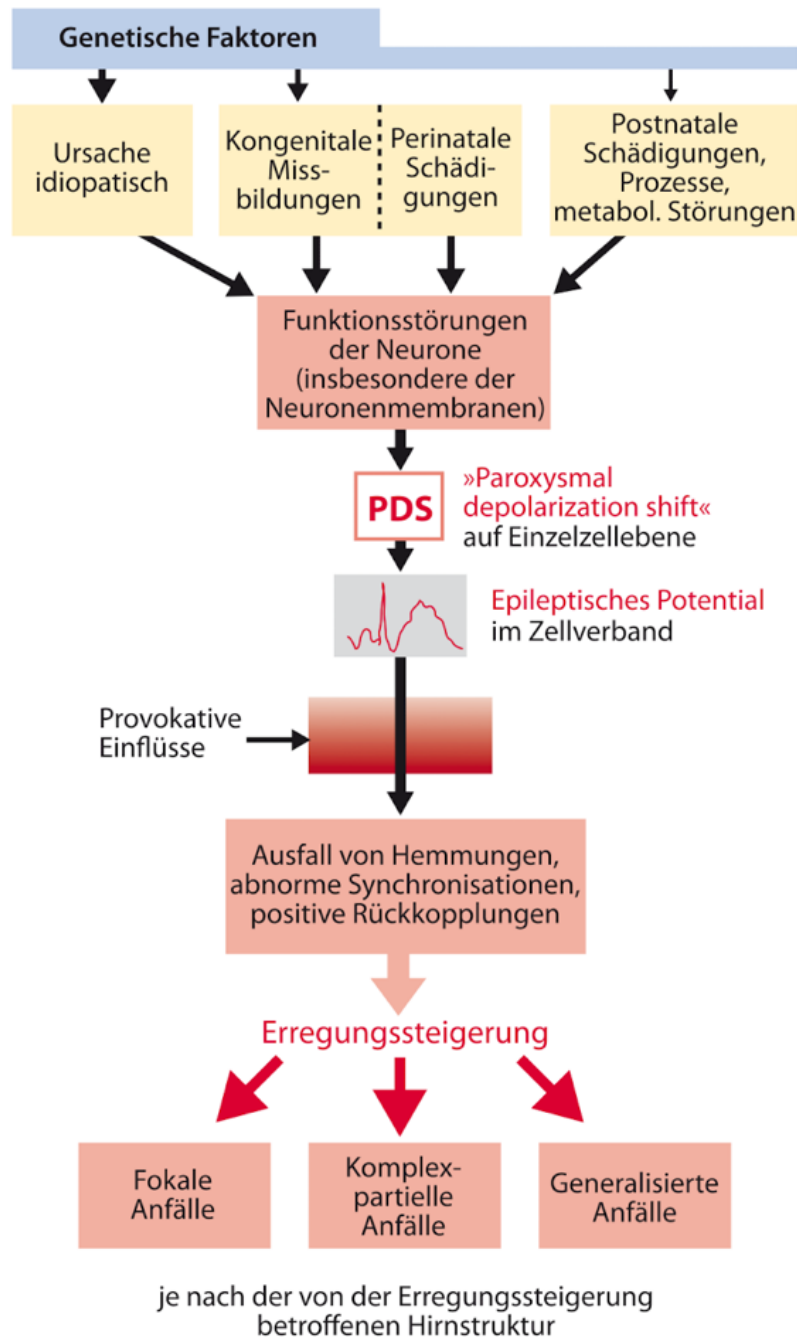 Genetische Faktoren
Ursache
idiopatisch
Kongenitale
Miss-
bildungen
Perinatale
Schädi-
gungen
Postnatale
Schädigungen,
Prozesse,
metabol. Störungen
Funktionsstörungen
der Neurone
(insbesondere der
Neuronenmembranen)
PDS
»Paroxysmal
depolarization shift«
auf Einzelzellebene
Epileptisches Potential
im Zellverband
Provokative
Einflüsse
Ausfall von Hemmungen,
abnorme Synchronisationen,
positive Rückkopplungen
Erregungssteigerung
Fokale
Anfälle
Komplex-
partielle
Anfälle
Generalisierte
Anfälle
je nach der von der Erregungssteigerung
betroffenen Hirnstruktur